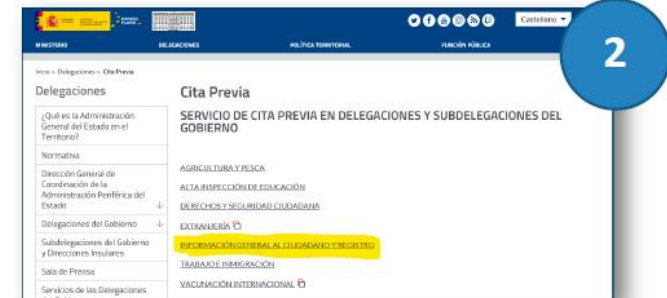 Castellano
2
MINISTERIO
DELEGACIONES
POLÍTICA TERRITORIAL
FUNCIÓN PÚBLICA
Inicio > Delegaciones > Cita Previa
Delegaciones
¿Qué es la Administración
General del Estado en el
Territorio?
Normativa
Dirección General de
Coordinación de la
Administración Periférica del
Estado
Delegaciones del Gobierno
Subdelegaciones del Gobierno
y Direcciones Insulares
Sala de Prensa
Servicios de las Delegaciones
Cita Previa
SERVICIO DE CITA PREVIA EN DELEGACIONES Y SUBDELEGACIONES DEL
GOBIERNO
AGRICULTURA Y PESCA
ALTA INSPECCIÓN DE EDUCACIÓN
DERECHOS Y SEGURIDAD CIUDADANA
EXTRANJERÍA
INFORMACIÓN GENERAL AL CIUDADANO Y REGISTRO
TRABAJO E INMIGRACIÓN
VACUNACIÓN INTERNACIONAL